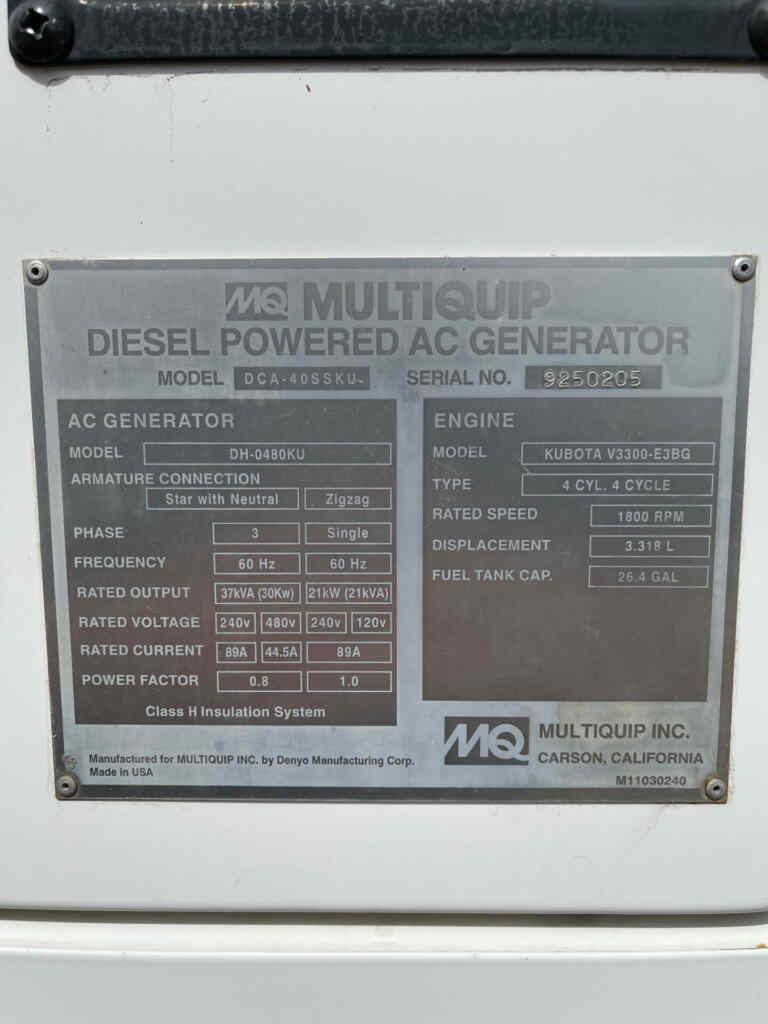 MQ MULTIQUIP
DIESEL POWERED AC GENERATOR
MODEL DCA-40SSKU SERIAL NO. 9250205
AC GENERATOR
MODEL DH-0480KU
ARMATURE CONNECTION
Star with Neutral Zigzag
PHASE 3 Single
FREQUENCY 60 Hz 60 Hz
RATED OUTPUT 37kVA (30Kw) 21kW (21kVA)
RATED VOLTAGE 240v 480v 240v 120v
RATED CURRENT 89A 44.5A 89A
POWER FACTOR 0.8 1.0
Class H Insulation System
ENGINE
MODEL KUBOTA V3300-E3BG
TYPE 4 CYL. 4 CYCLE
RATED SPEED 1800 RPM
DISPLACEMENT 3.318 L
FUEL TANK CAP. 26.4 GAL
Manufactured for MULTIQUIP INC. by Denyo Manufacturing Corp.
Made in USA
MQ MULTIQUIP INC.
CARSON, CALIFORNIA
M11030240